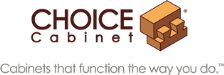 CHOICE
Cabinet®
Cabinets that function the way you do.™